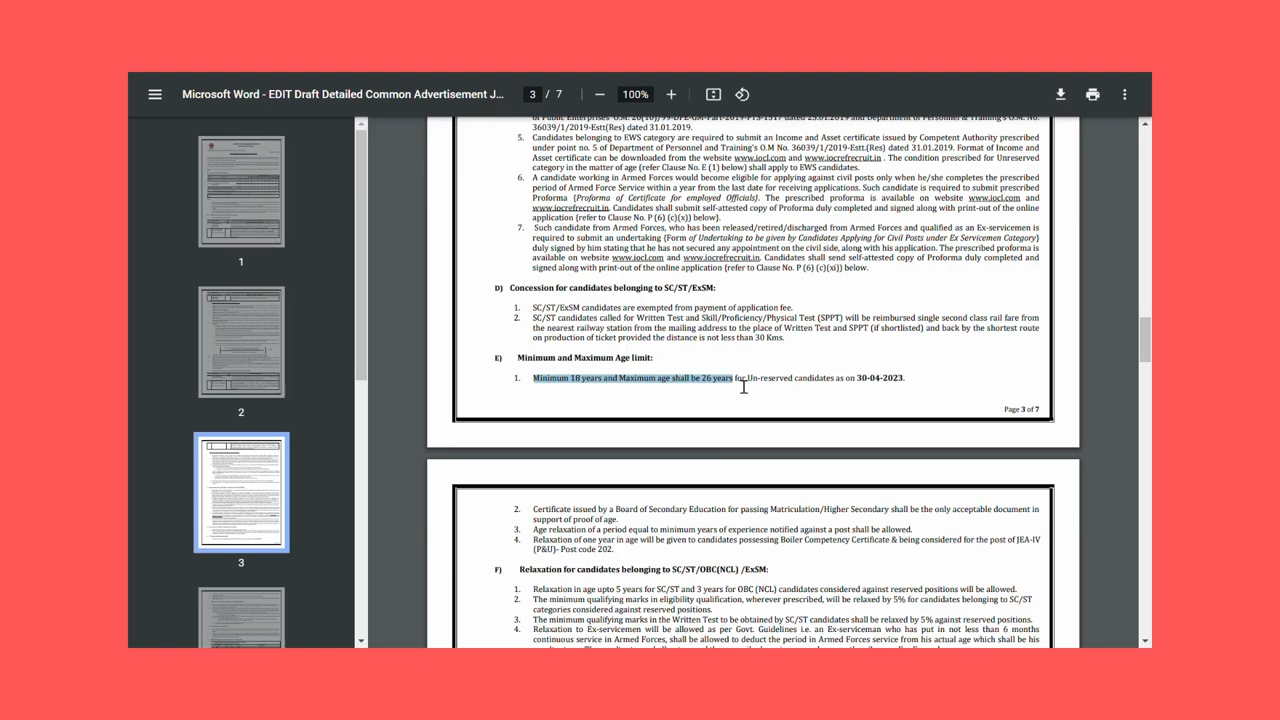 Microsoft Word - EDIT Draft Detailed Common Advertisement J...
3 / 7
100%
1
2
3
36039/1/2019-Estt(Res) dated 31.01.2019.
5. Candidates belonging to EWS category are required to submit an Income and Asset certificate issued by Competent Authority prescribed
under point no. 5 of Department of Personnel and Training's O.M No. 36039/1/2019-Estt.(Res) dated 31.01.2019. Format of Income and
Asset certificate can be downloaded from the website www.iocl.com and www.iocrefrecruit.in . The condition prescribed for Unreserved
category in the matter of age (refer Clause No. E (1) below) shall apply to EWS candidates.
6. A candidate working in Armed Forces would become eligible for applying against civil posts only when he/she completes the prescribed
period of Armed Force Service within a year from the last date for receiving applications. Such candidate is required to submit prescribed
Proforma {Proforma of Certificate for employed Officials}. The prescribed proforma is available on website www.iocl.com and
www.iocrefrecruit.in. Candidates shall submit self-attested copy of Proforma duly completed and signed along with print-out of the online
application {refer to Clause No. P (6) (c)(x)} below}.
7. Such candidate from Armed Forces, who has been released/retired/discharged from Armed Forces and qualified as an Ex-servicemen is
required to submit an undertaking {Form of Undertaking to be given by Candidates Applying for Civil Posts under Ex Servicemen Category}
duly signed by him stating that he has not secured any appointment on the civil side, along with his application. The prescribed proforma is
available on website www.iocl.com and www.iocrefrecruit.in. Candidates shall send self-attested copy of Proforma duly completed and
signed along with print-out of the online application {refer to Clause No. P (6) (c)(xi)} below.
D) Concession for candidates belonging to SC/ST/ExSM:
1. SC/ST/ExSM candidates are exempted from payment of application fee.
2. SC/ST candidates called for Written Test and Skill/Proficiency/Physical Test (SPPT) will be reimbursed single second class rail fare from
the nearest railway station from the mailing address to the place of Written Test and SPPT (if shortlisted) and back by the shortest route
on production of ticket provided the distance is not less than 30 Kms.
E) Minimum and Maximum Age limit:
1. Minimum 18 years and Maximum age shall be 26 years for Un-reserved candidates as on 30-04-2023.
Page 3 of 7
2. Certificate issued by a Board of Secondary Education for passing Matriculation/Higher Secondary shall be the only acceptable document in
support of proof of age.
3. Age relaxation of a period equal to minimum years of experience notified against a post shall be allowed.
4. Relaxation of one year in age will be given to candidates possessing Boiler Competency Certificate & being considered for the post of JEA-IV
(P&U)- Post code 202.
F) Relaxation for candidates belonging to SC/ST/OBC(NCL) /ExSM:
1. Relaxation in age upto 5 years for SC/ST and 3 years for OBC (NCL) candidates considered against reserved positions will be allowed.
2. The minimum qualifying marks in eligibility qualification, wherever prescribed, will be relaxed by 5% for candidates belonging to SC/ST
categories considered against reserved positions.
3. The minimum qualifying marks in the Written Test to be obtained by SC/ST candidates shall be relaxed by 5% against reserved positions.
4. Relaxation to Ex-servicemen will be allowed as per Govt. Guidelines i.e. an Ex-serviceman who has put in not less than 6 months
continuous service in Armed Forces, shall be allowed to deduct the period in Armed Forces service from his actual age which shall be his